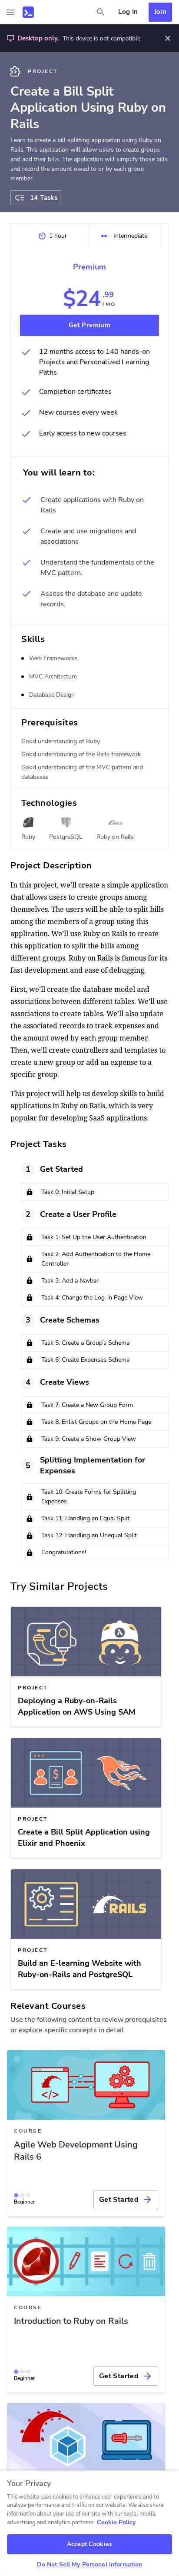 Log In
Join
Desktop only. This device is not compatible.
PROJECT
Create a Bill Split
Application Using Ruby on
Rails
Learn to create a bill splitting application using Ruby on
Rails. This application will allow users to create groups
and add their bills. The application will simplify those bills
and record the amount owed to or by each group
member.
14 Tasks
1 hour
Intermediate
Premium
$24.99
/MO
Get Premium
12 months access to 140 hands-on
Projects and Personalized Learning
Paths
Completion certificates
New courses every week
Early access to new courses
You will learn to:
Create applications with Ruby on
Rails
Create and use migrations and
associations
Understand the fundamentals of the
MVC pattern.
Assess the database and update
records.
Skills
Web Frameworks
MVC Architecture
Database Design
Prerequisites
Good understanding of Ruby
Good understanding of the Rails framework
Good understanding of the MVC pattern and
databases
Technologies
Ruby
PostgreSQL
Ruby on Rails
Project Description
In this project, we'll create a simple application
that allows users to create groups among
themselves. The users will be able to split bills
among the members of a group using this
application. We'll use Ruby on Rails to create
this application to split the bills among
different groups. Ruby on Rails is famous for its
fast development and ease of debugging.
First, we'll create the database model and
associations between different tables. We'll use
associations to create tables. We'll also update
the associated records to track expenses and
the amount owed by each group member.
Then, we'll create controllers and templates to
create a new group or add an expense to a
specific group.
This project will help us develop skills to build
applications in Ruby on Rails, which is very
popular for developing SaaS applications.
Project Tasks
1 Get Started
Task 0: Initial Setup
2 Create a User Profile
Task 1: Set Up the User Authentication
Task 2: Add Authentication to the Home
Controller
Task 3: Add a Navbar
Task 4: Change the Log-in Page View
3 Create Schemas
Task 5: Create a Group's Schema
Task 6: Create Expenses Schema
4 Create Views
Task 7: Create a New Group Form
Task 8: Enlist Groups on the Home Page
Task 9: Create a Show Group View
5 Splitting Implementation for
Expenses
Task 10: Create Forms for Splitting
Expenses
Task 11: Handling an Equal Split
Task 12: Handling an Unequal Split
Congratulations!
Try Similar Projects
PROJECT
Deploying a Ruby-on-Rails
Application on AWS Using SAM
PROJECT
Create a Bill Split Application using
Elixir and Phoenix
RAILS
PROJECT
Build an E-learning Website with
Ruby-on-Rails and PostgreSQL
Relevant Courses
Use the following content to review prerequisites
or explore specific concepts in detail.
COURSE
Agile Web Development Using
Rails 6
Beginner
Get Started
COURSE
Introduction to Ruby on Rails
Beginner
Get Started
Your Privacy
This website uses cookies to enhance user experience and to
analyze performance and traffic on our website. We also share
information about your use of our site with our social media,
advertising and analytics partners. Cookie Policy
Accept Cookies
Do Not Sell My Personal Information